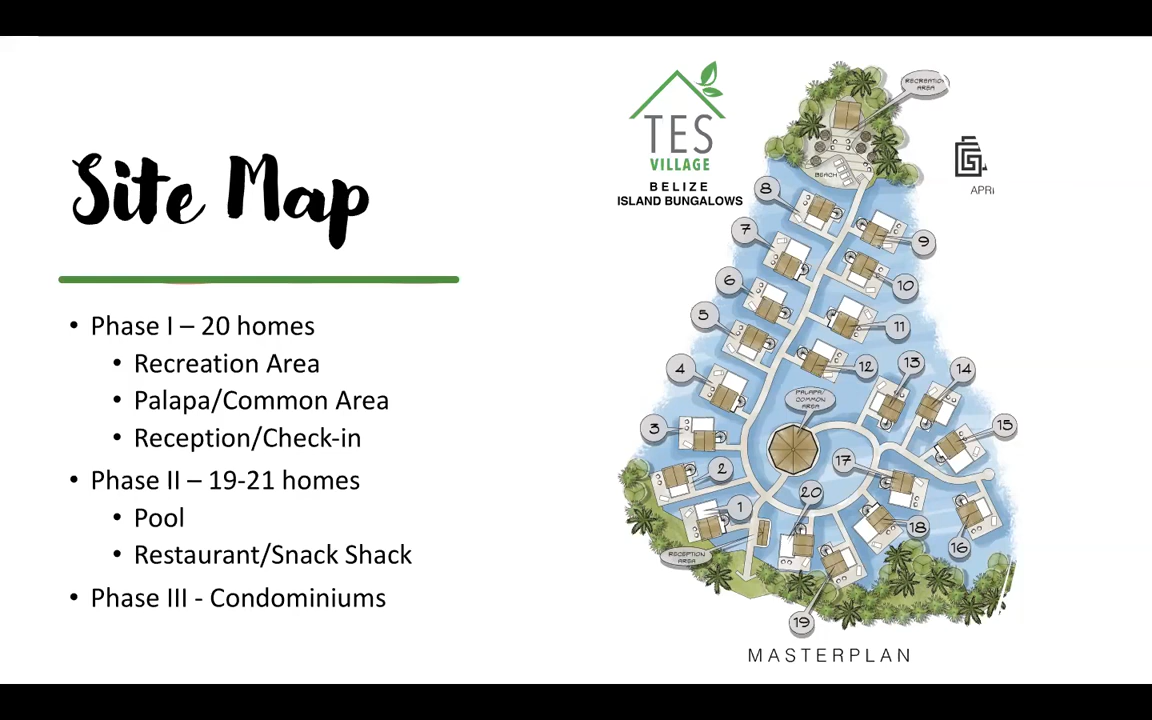 Site Map
• Phase I – 20 homes
• Recreation Area
• Palapa/Common Area
• Reception/Check-in
• Phase II – 19-21 homes
• Pool
• Restaurant/Snack Shack
• Phase III - Condominiums
TES
VILLAGE
BELIZE
ISLAND BUNGALOWS
RECREATION
AREA
BEACH
8
9
7
10
6
5
11
4
12
13
14
PALAPA/
COMMON
AREA
3
15
2
17
20
1
18
16
RECEPTION
AREA
19
MASTERPLAN